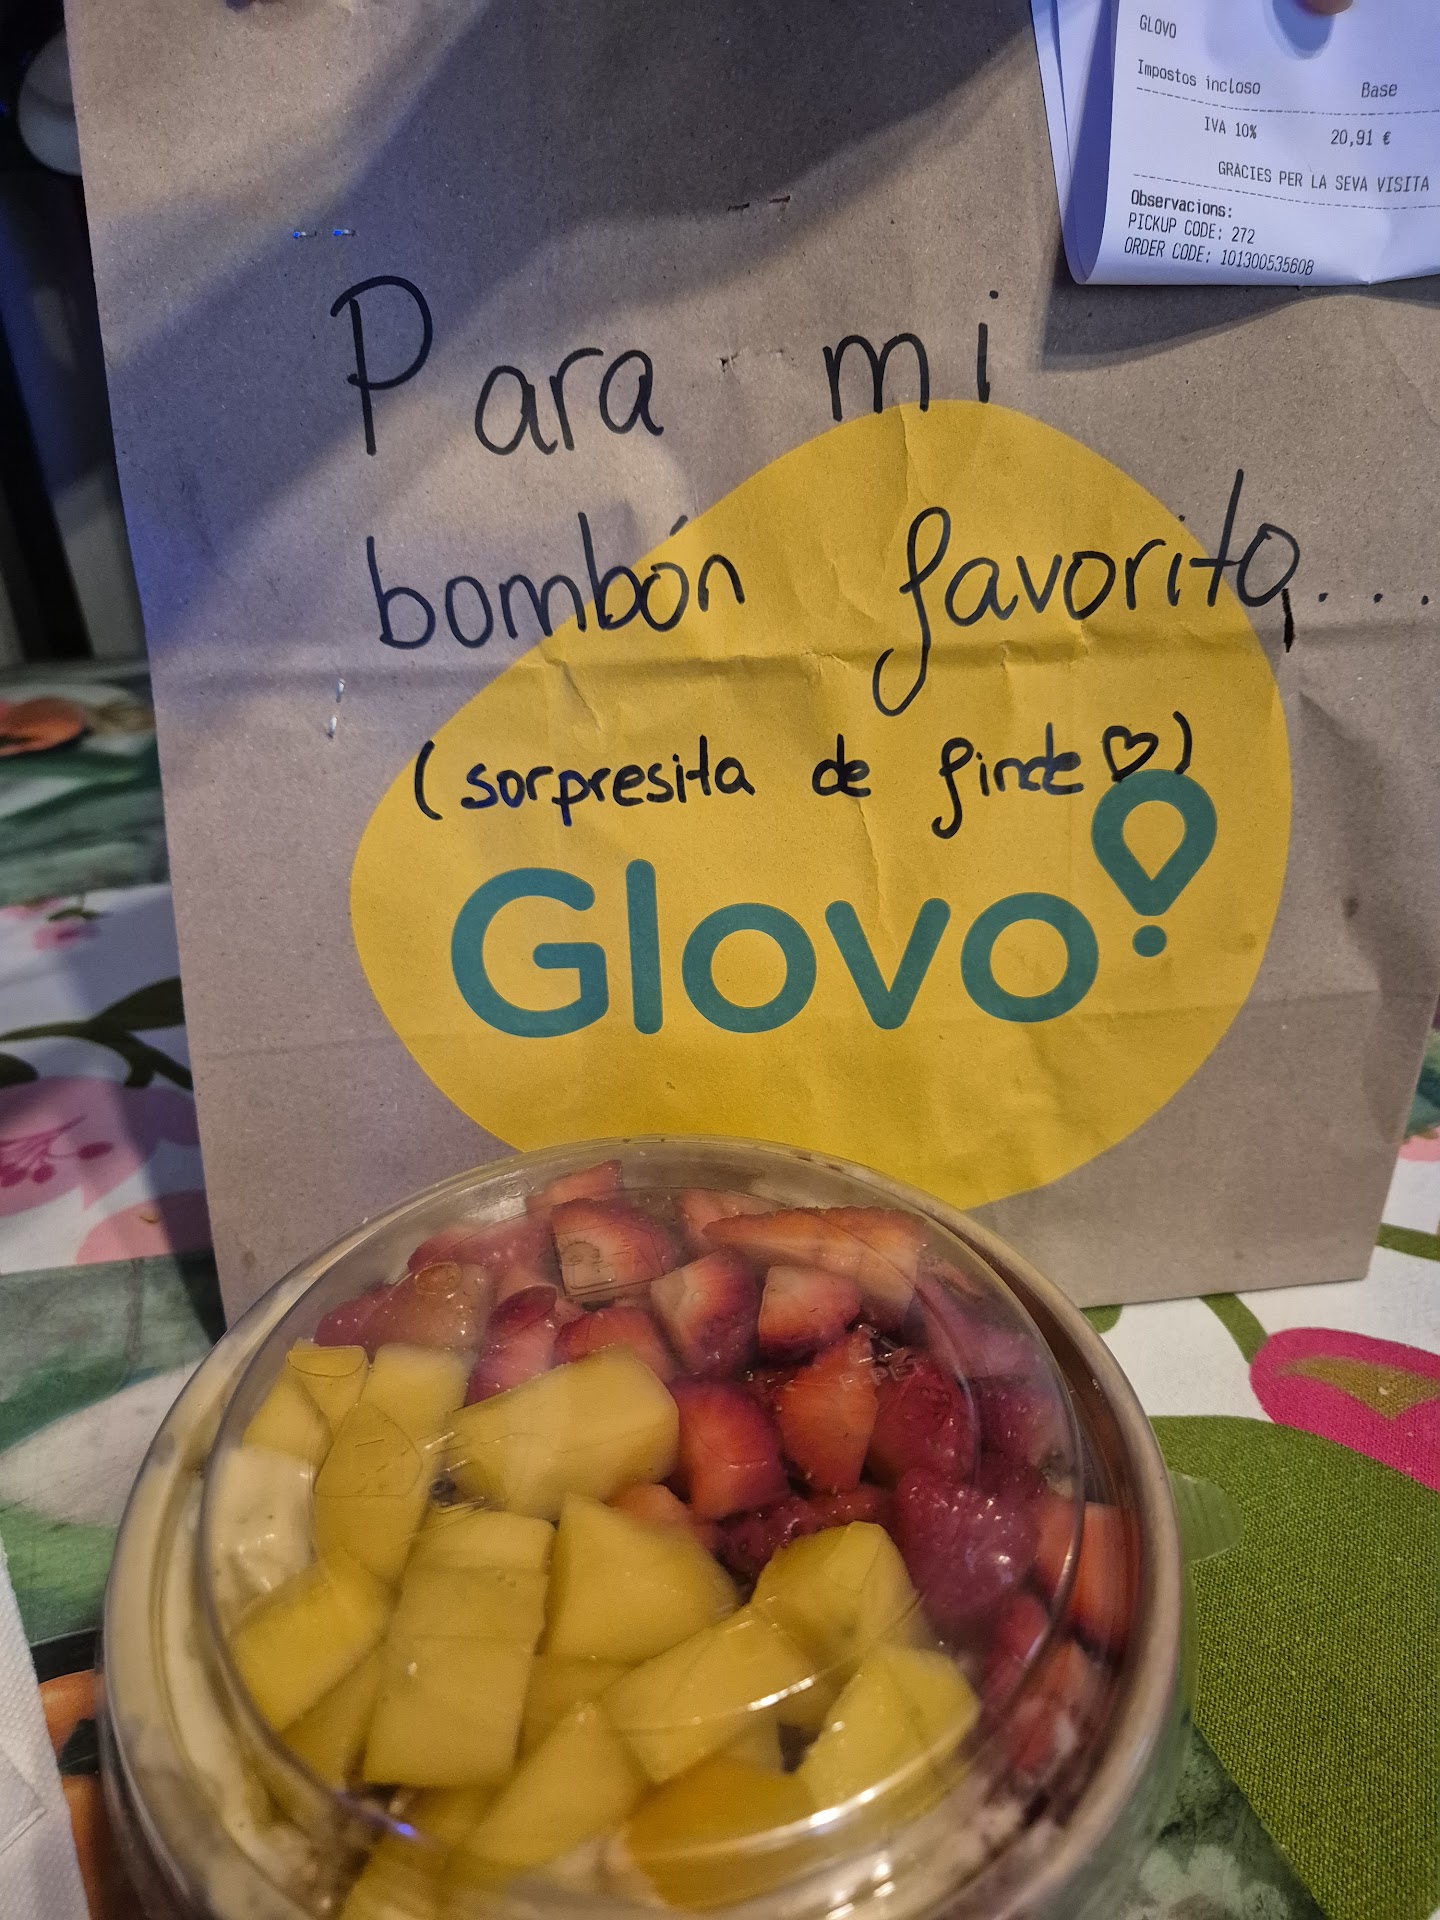 GLOVO
Impostos incloso Base
IVA 10% 20,91 €
GRACIES PER LA SEVA VISITA
Observacions:
PICKUP CODE: 272
ORDER CODE: 101300535608
Para mi
bombón favorito....
(sorpresita de finde ♡)
Glovo